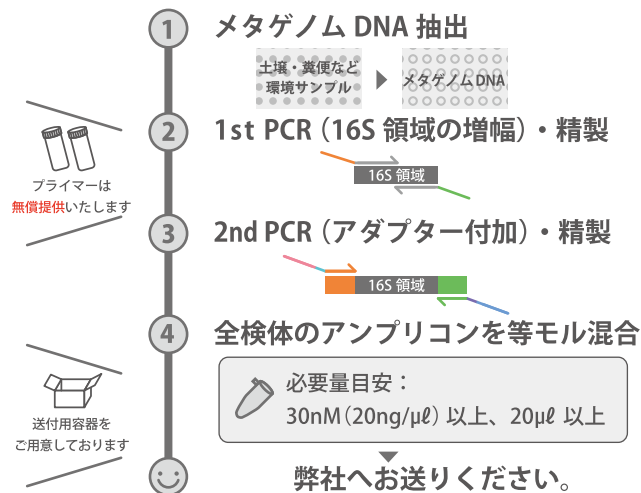 1 メタゲノム DNA 抽出
土壌・糞便など
環境サンプル
メタゲノム DNA
2 1st PCR（16S 領域の増幅）・精製
16S 領域
プライマーは
無償提供いたします
3 2nd PCR（アダプター付加）・精製
16S 領域
4 全検体のアンプリコンを等モル混合
必要量目安：
30nM（20ng/μℓ）以上、20μℓ 以上
送付用容器を
ご用意しております
弊社へお送りください。